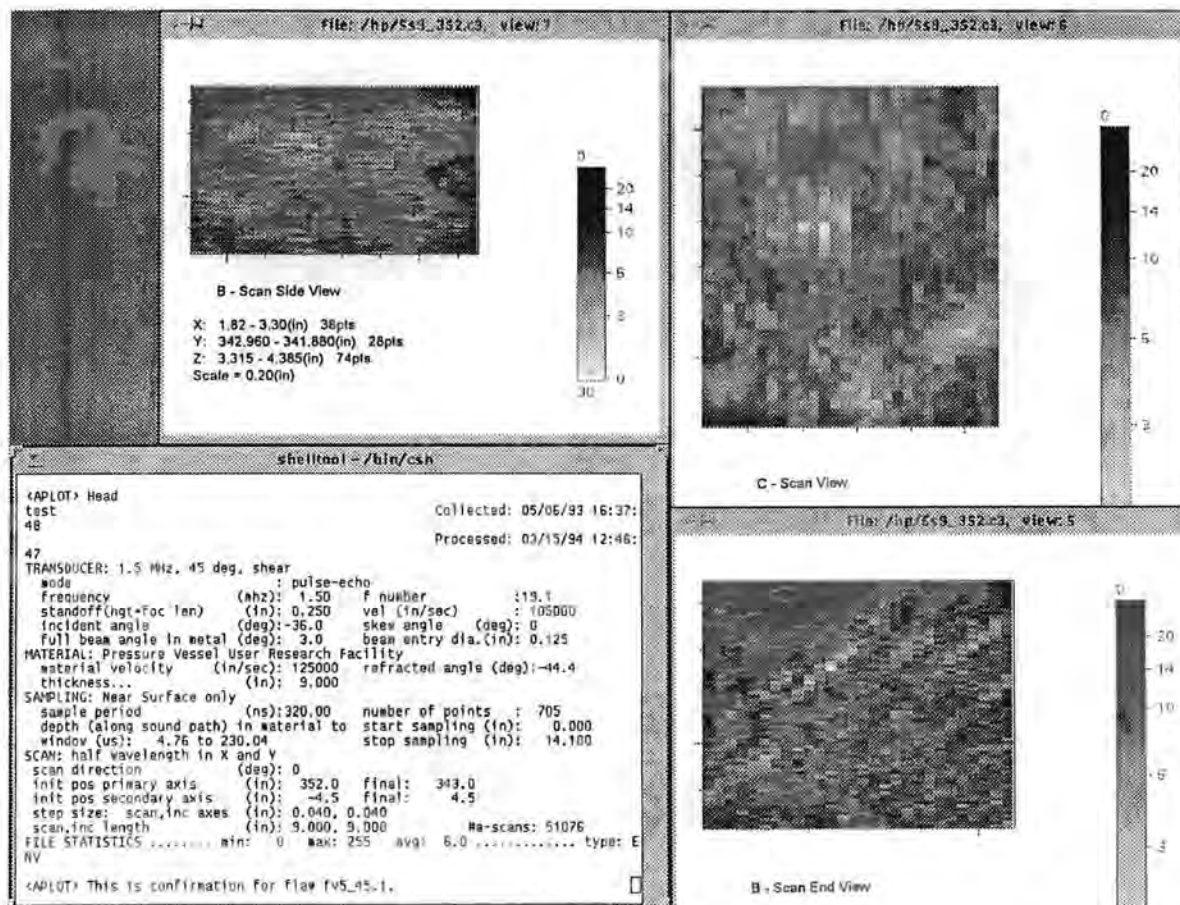 File: /hp/Ss9_352.c3, view:7
0
20
14
10
5
3
0
30
B - Scan Side View
X: 1.82 - 3.30(in) 38pts
Y: 342.960 - 341.880(in) 28pts
Z: 3.315 - 4.385(in) 74pts
Scale = 0.20(in)
File: /hp/Ss9_352.c3, view:6
0
20
14
10
5
3
C - Scan View
shelltool - /bin/csh
<APLOT> Head
test Collected: 05/06/93 16:37:
48
Processed: 03/15/94 12:46:
47
TRANSDUCER: 1.5 MHz, 45 deg, shear
mode : pulse-echo
frequency (mhz): 1.50 f number :19.1
standoff(hgt+foc len) (in): 0.250 vel (in/sec) : 105000
incident angle (deg):-36.0 skew angle (deg): 0
full beam angle in metal (deg): 3.0 beam entry dia.(in): 0.125
MATERIAL: Pressure Vessel User Research Facility
material velocity (in/sec): 125000 refracted angle (deg):-44.4
thickness... (in): 9.000
SAMPLING: Near Surface only
sample period (ns):320.00 number of points : 705
depth (along sound path) in material to start sampling (in): 0.000
window (us): 4.76 to 230.04 stop sampling (in): 14.100
SCAN: half wavelength in X and Y
scan direction (deg): 0
init pos primary axis (in): 352.0 final: 343.0
init pos secondary axis (in): -4.5 final: 4.5
step size: scan,inc axes (in): 0.040, 0.040
scan,inc length (in): 9.000, 9.000 #a-scans: 51076
FILE STATISTICS ........ min: 0 max: 255 avg: 6.0 ............. type: E
NV
<APLOT> This is confirmation for flaw fv5_45.1.
File: /hp/Ss9_352.c3, view:5
0
20
14
10
5
3
B - Scan End View